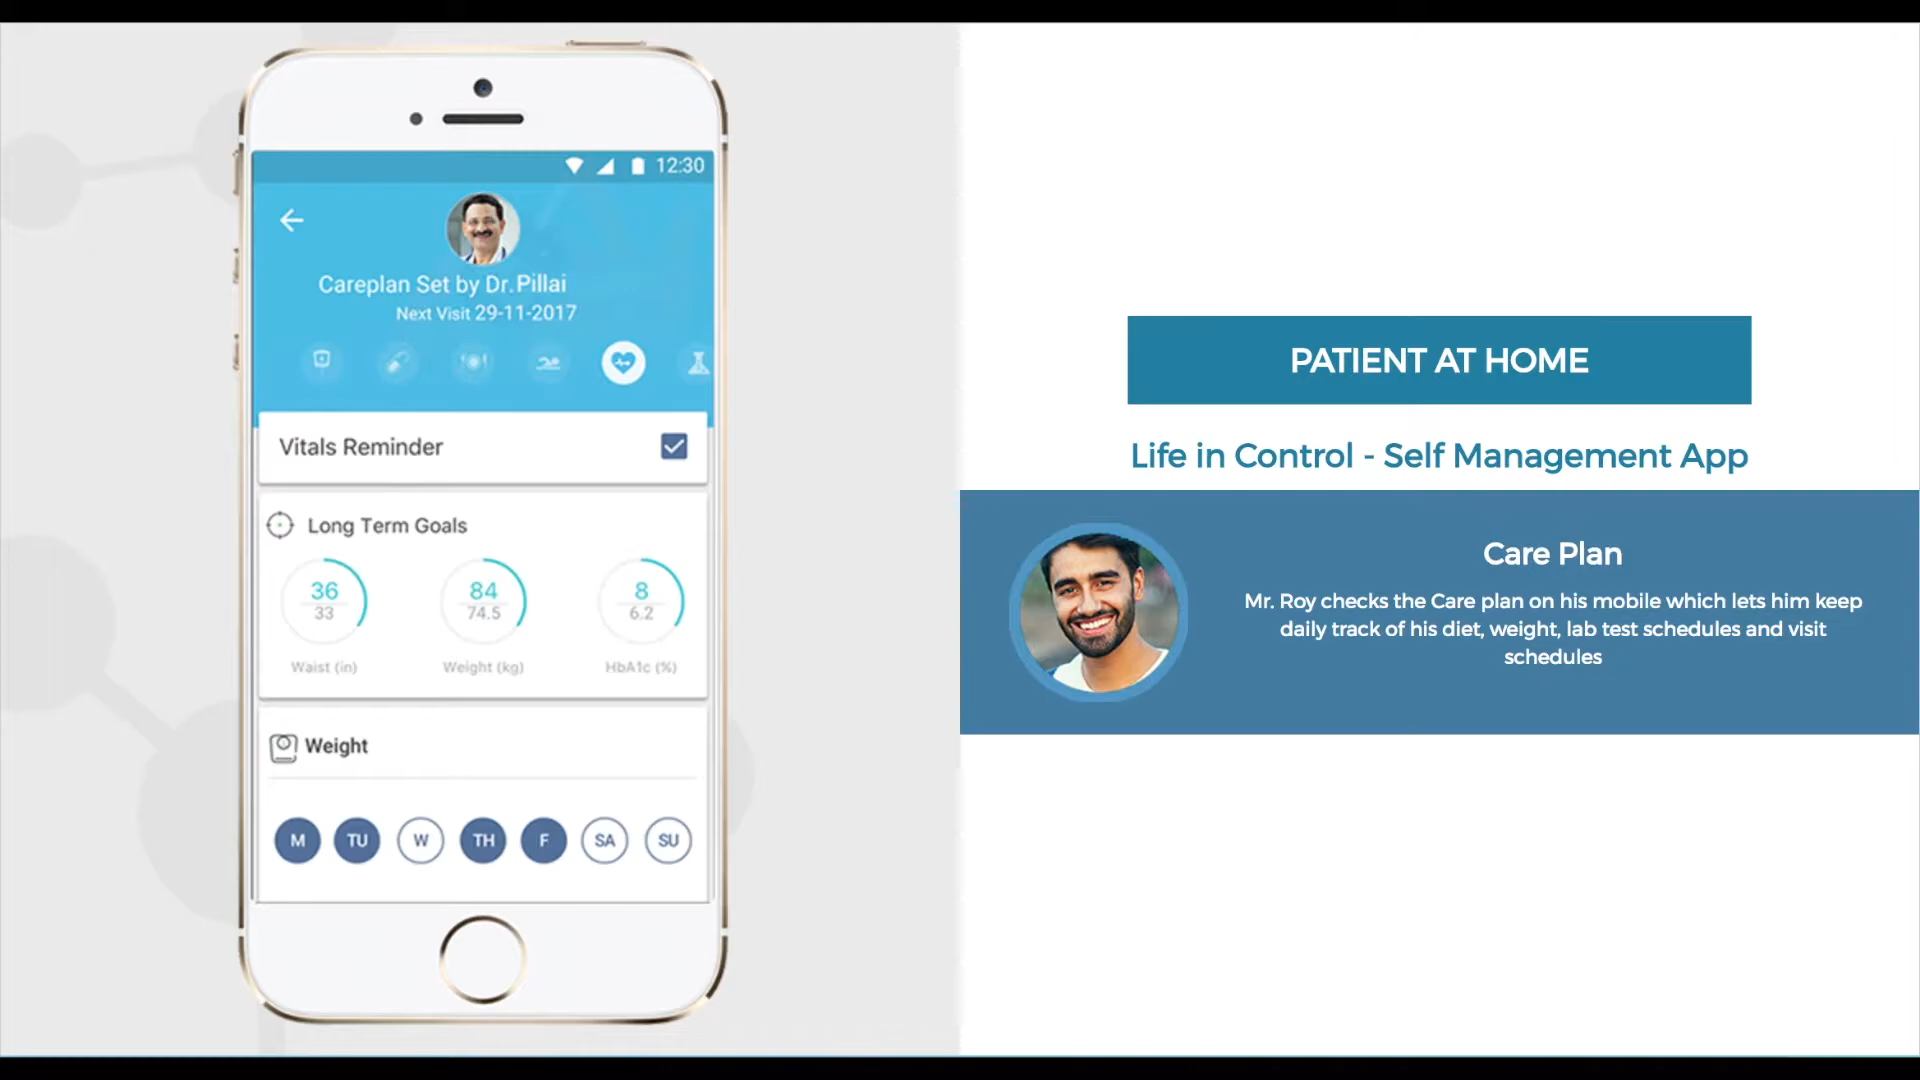 12:30
Careplan Set by Dr. Pillai
Next Visit 29-11-2017
Vitals Reminder
Long Term Goals
36 84 8
33 74.5 6.2
Waist (in) Weight (kg) HbA1c (%)
Weight
M TU W TH F SA SU
PATIENT AT HOME
Life in Control - Self Management App
Care Plan
Mr. Roy checks the Care plan on his mobile which lets him keep
daily track of his diet, weight, lab test schedules and visit
schedules